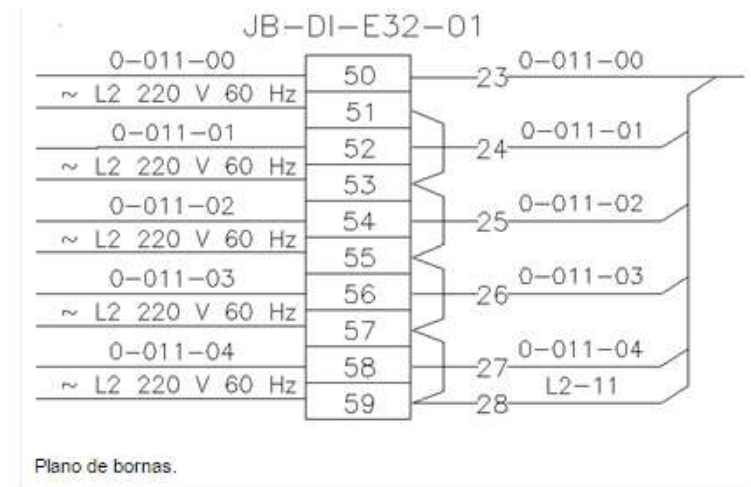 JB-DI-E32-01
0-011-00 50 23 0-011-00
~ L2 220 V 60 Hz 51
0-011-01 52 24 0-011-01
~ L2 220 V 60 Hz 53
0-011-02 54 25 0-011-02
~ L2 220 V 60 Hz 55
0-011-03 56 26 0-011-03
~ L2 220 V 60 Hz 57
0-011-04 58 27 0-011-04
~ L2 220 V 60 Hz 59 28 L2-11
Plano de bornas.